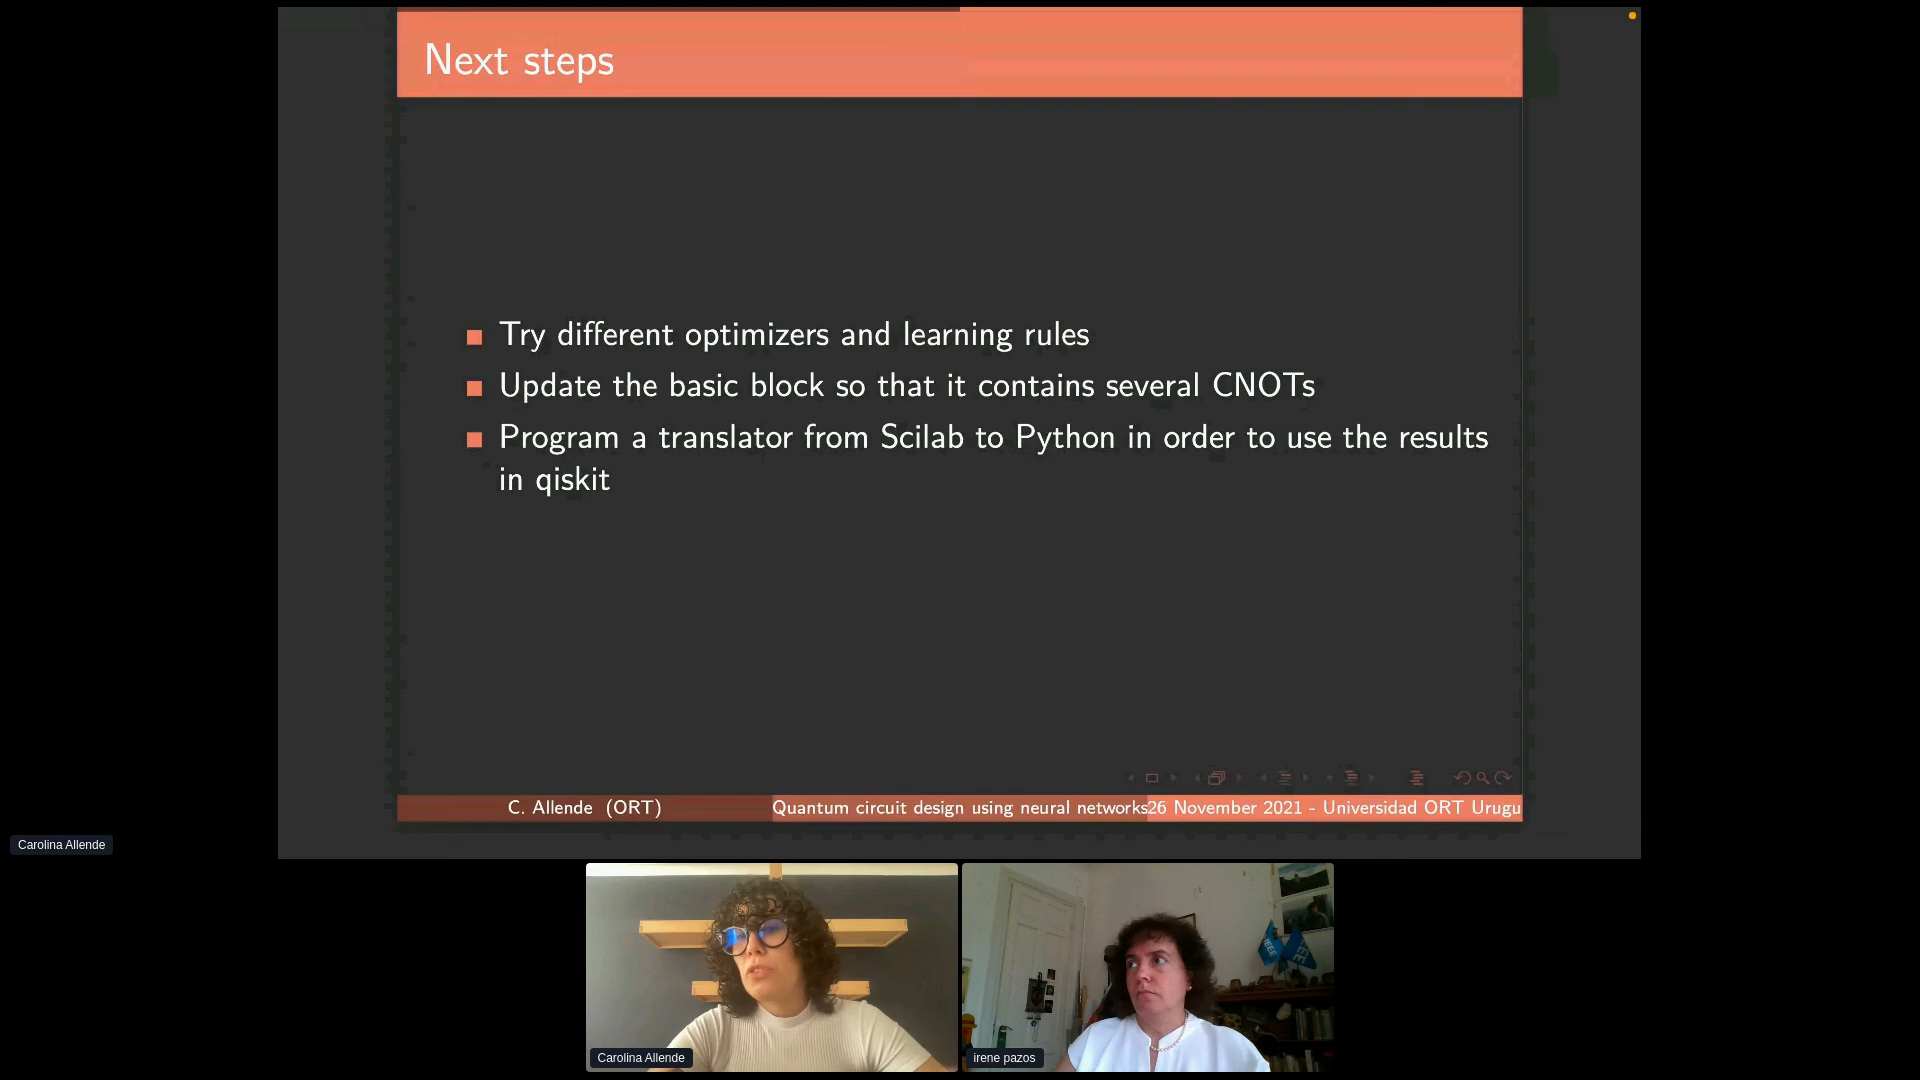 Next steps
Try different optimizers and learning rules
Update the basic block so that it contains several CNOTs
Program a translator from Scilab to Python in order to use the results
in qiskit
C. Allende (ORT)
Quantum circuit design using neural networks
26 November 2021 - Universidad ORT Urugu
Carolina Allende
Carolina Allende
irene pazos
IEEE
IEEE